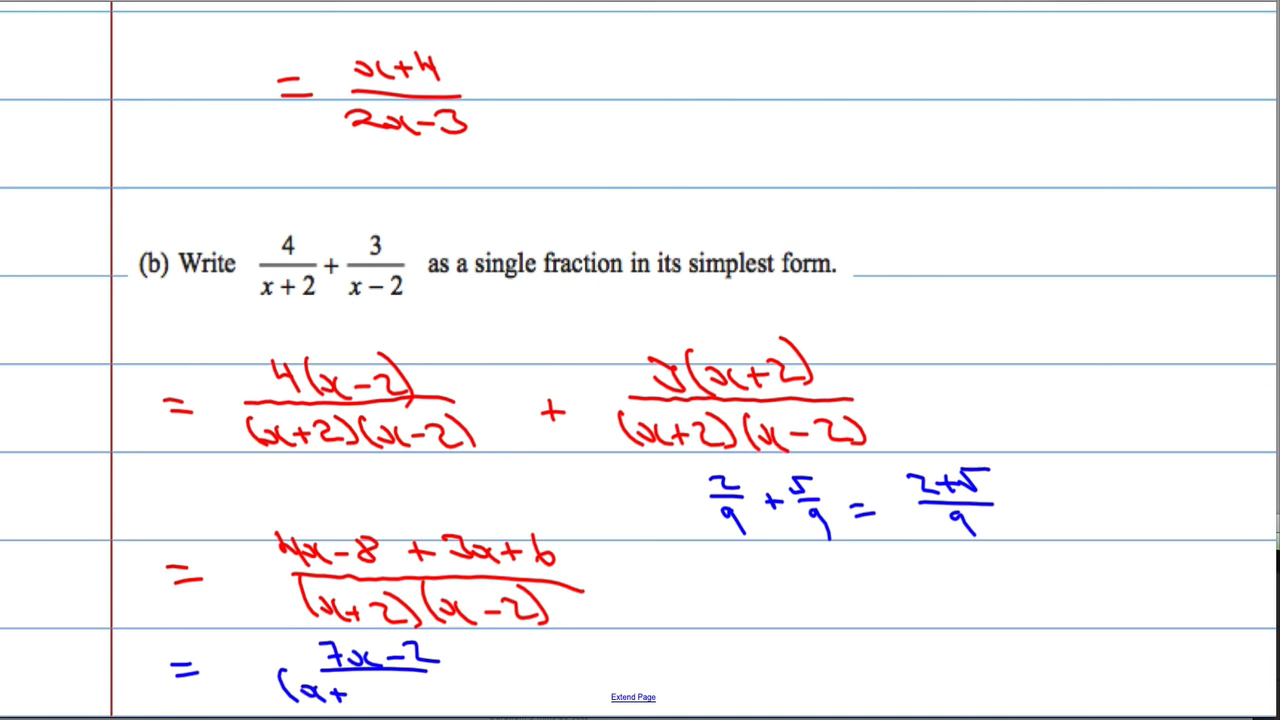 = x+4
2x-3
(b) Write 4/(x + 2) + 3/(x − 2) as a single fraction in its simplest form.
= 4(x-2)/((x+2)(x-2)) + 3(x+2)/((x+2)(x-2))
2/9 + 5/9 = (2+5)/9
= 4x-8 + 3x+6
(x+2)(x-2)
= 7x-2
(x+
Extend Page